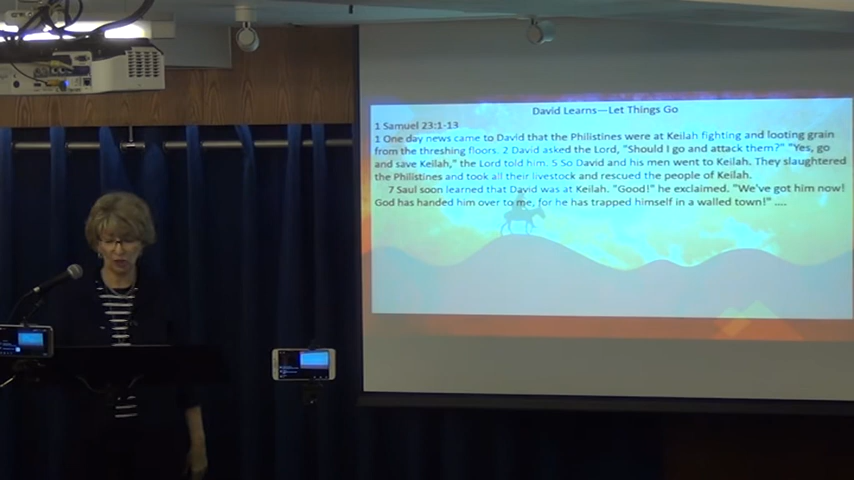 David Learns—Let Things Go
1 Samuel 23:1-13
1 One day news came to David that the Philistines were at Keilah fighting and looting grain
from the threshing floors. 2 David asked the Lord, "Should I go and attack them?" "Yes, go
and save Keilah," the Lord told him. 5 So David and his men went to Keilah. They slaughtered
the Philistines and took all their livestock and rescued the people of Keilah.
7 Saul soon learned that David was at Keilah. "Good!" he exclaimed. "We've got him now!
God has handed him over to me, for he has trapped himself in a walled town!" ....